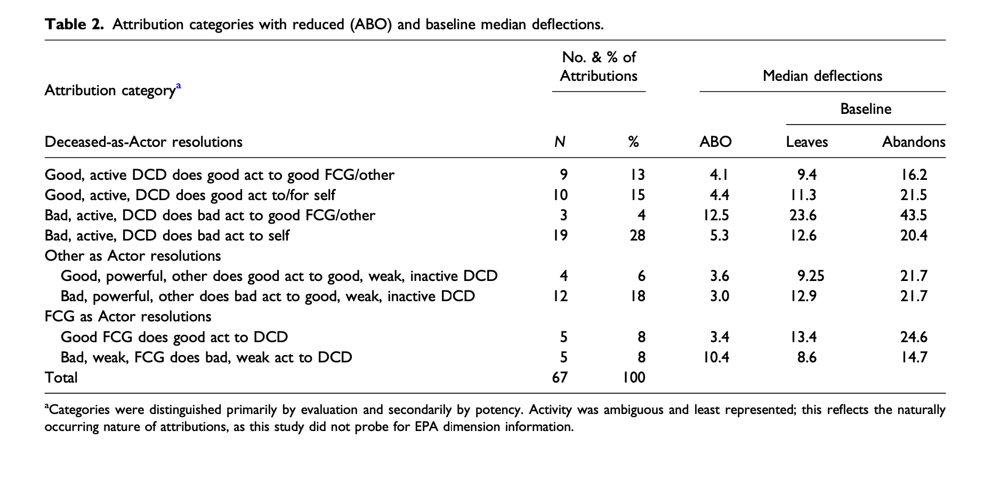 Table 2. Attribution categories with reduced (ABO) and baseline median deflections.
No. & % of
Attributions
Median deflections
Attribution categorya
Baseline
Deceased-as-Actor resolutions N % ABO Leaves Abandons
Good, active DCD does good act to good FCG/other 9 13 4.1 9.4 16.2
Good, active, DCD does good act to/for self 10 15 4.4 11.3 21.5
Bad, active, DCD does bad act to good FCG/other 3 4 12.5 23.6 43.5
Bad, active, DCD does bad act to self 19 28 5.3 12.6 20.4
Other as Actor resolutions
Good, powerful, other does good act to good, weak, inactive DCD 4 6 3.6 9.25 21.7
Bad, powerful, other does bad act to good, weak, inactive DCD 12 18 3.0 12.9 21.7
FCG as Actor resolutions
Good FCG does good act to DCD 5 8 3.4 13.4 24.6
Bad, weak, FCG does bad, weak act to DCD 5 8 10.4 8.6 14.7
Total 67 100
aCategories were distinguished primarily by evaluation and secondarily by potency. Activity was ambiguous and least represented; this reflects the naturally
occurring nature of attributions, as this study did not probe for EPA dimension information.